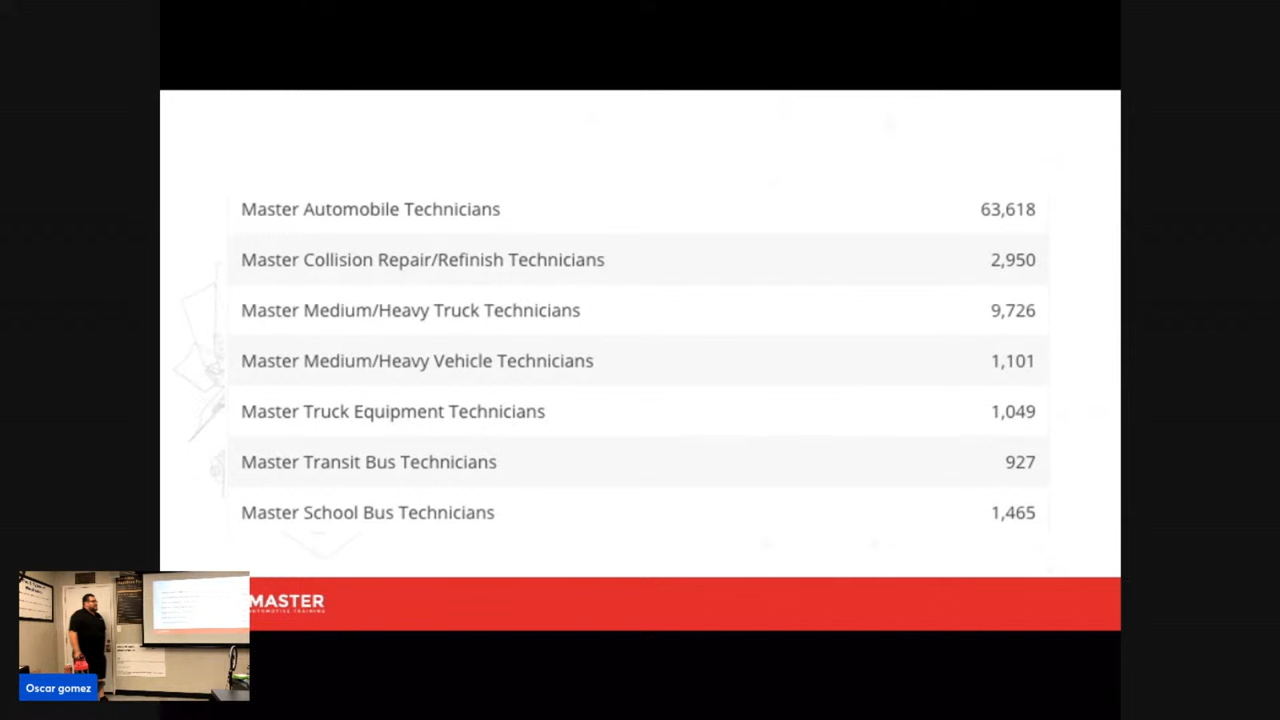 Master Automobile Technicians 63,618
Master Collision Repair/Refinish Technicians 2,950
Master Medium/Heavy Truck Technicians 9,726
Master Medium/Heavy Vehicle Technicians 1,101
Master Truck Equipment Technicians 1,049
Master Transit Bus Technicians 927
Master School Bus Technicians 1,465
MASTER
AUTOMOTIVE TRAINING
Oscar gomez